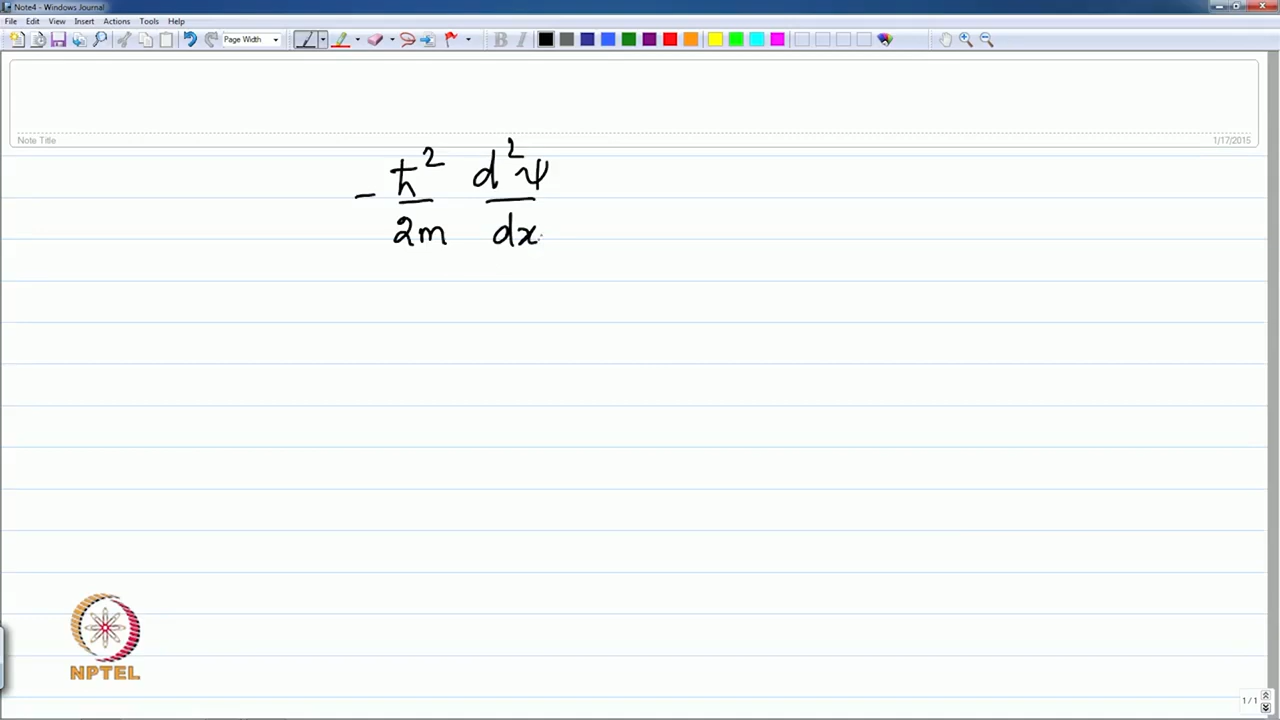 Note4 - Windows Journal
File Edit View Insert Actions Tools Help
Page Width B I
Note Title 1/17/2015
- ħ² d²ψ
2m dx
NPTEL
1/1